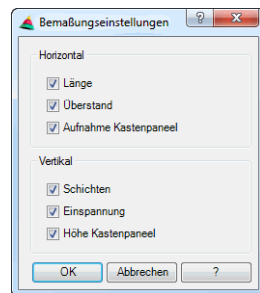 Bemaßungseinstellungen ? X
Horizontal
Länge
Überstand
Aufnahme Kastenpaneel
Vertikal
Schichten
Einspannung
Höhe Kastenpaneel
OK Abbrechen ?